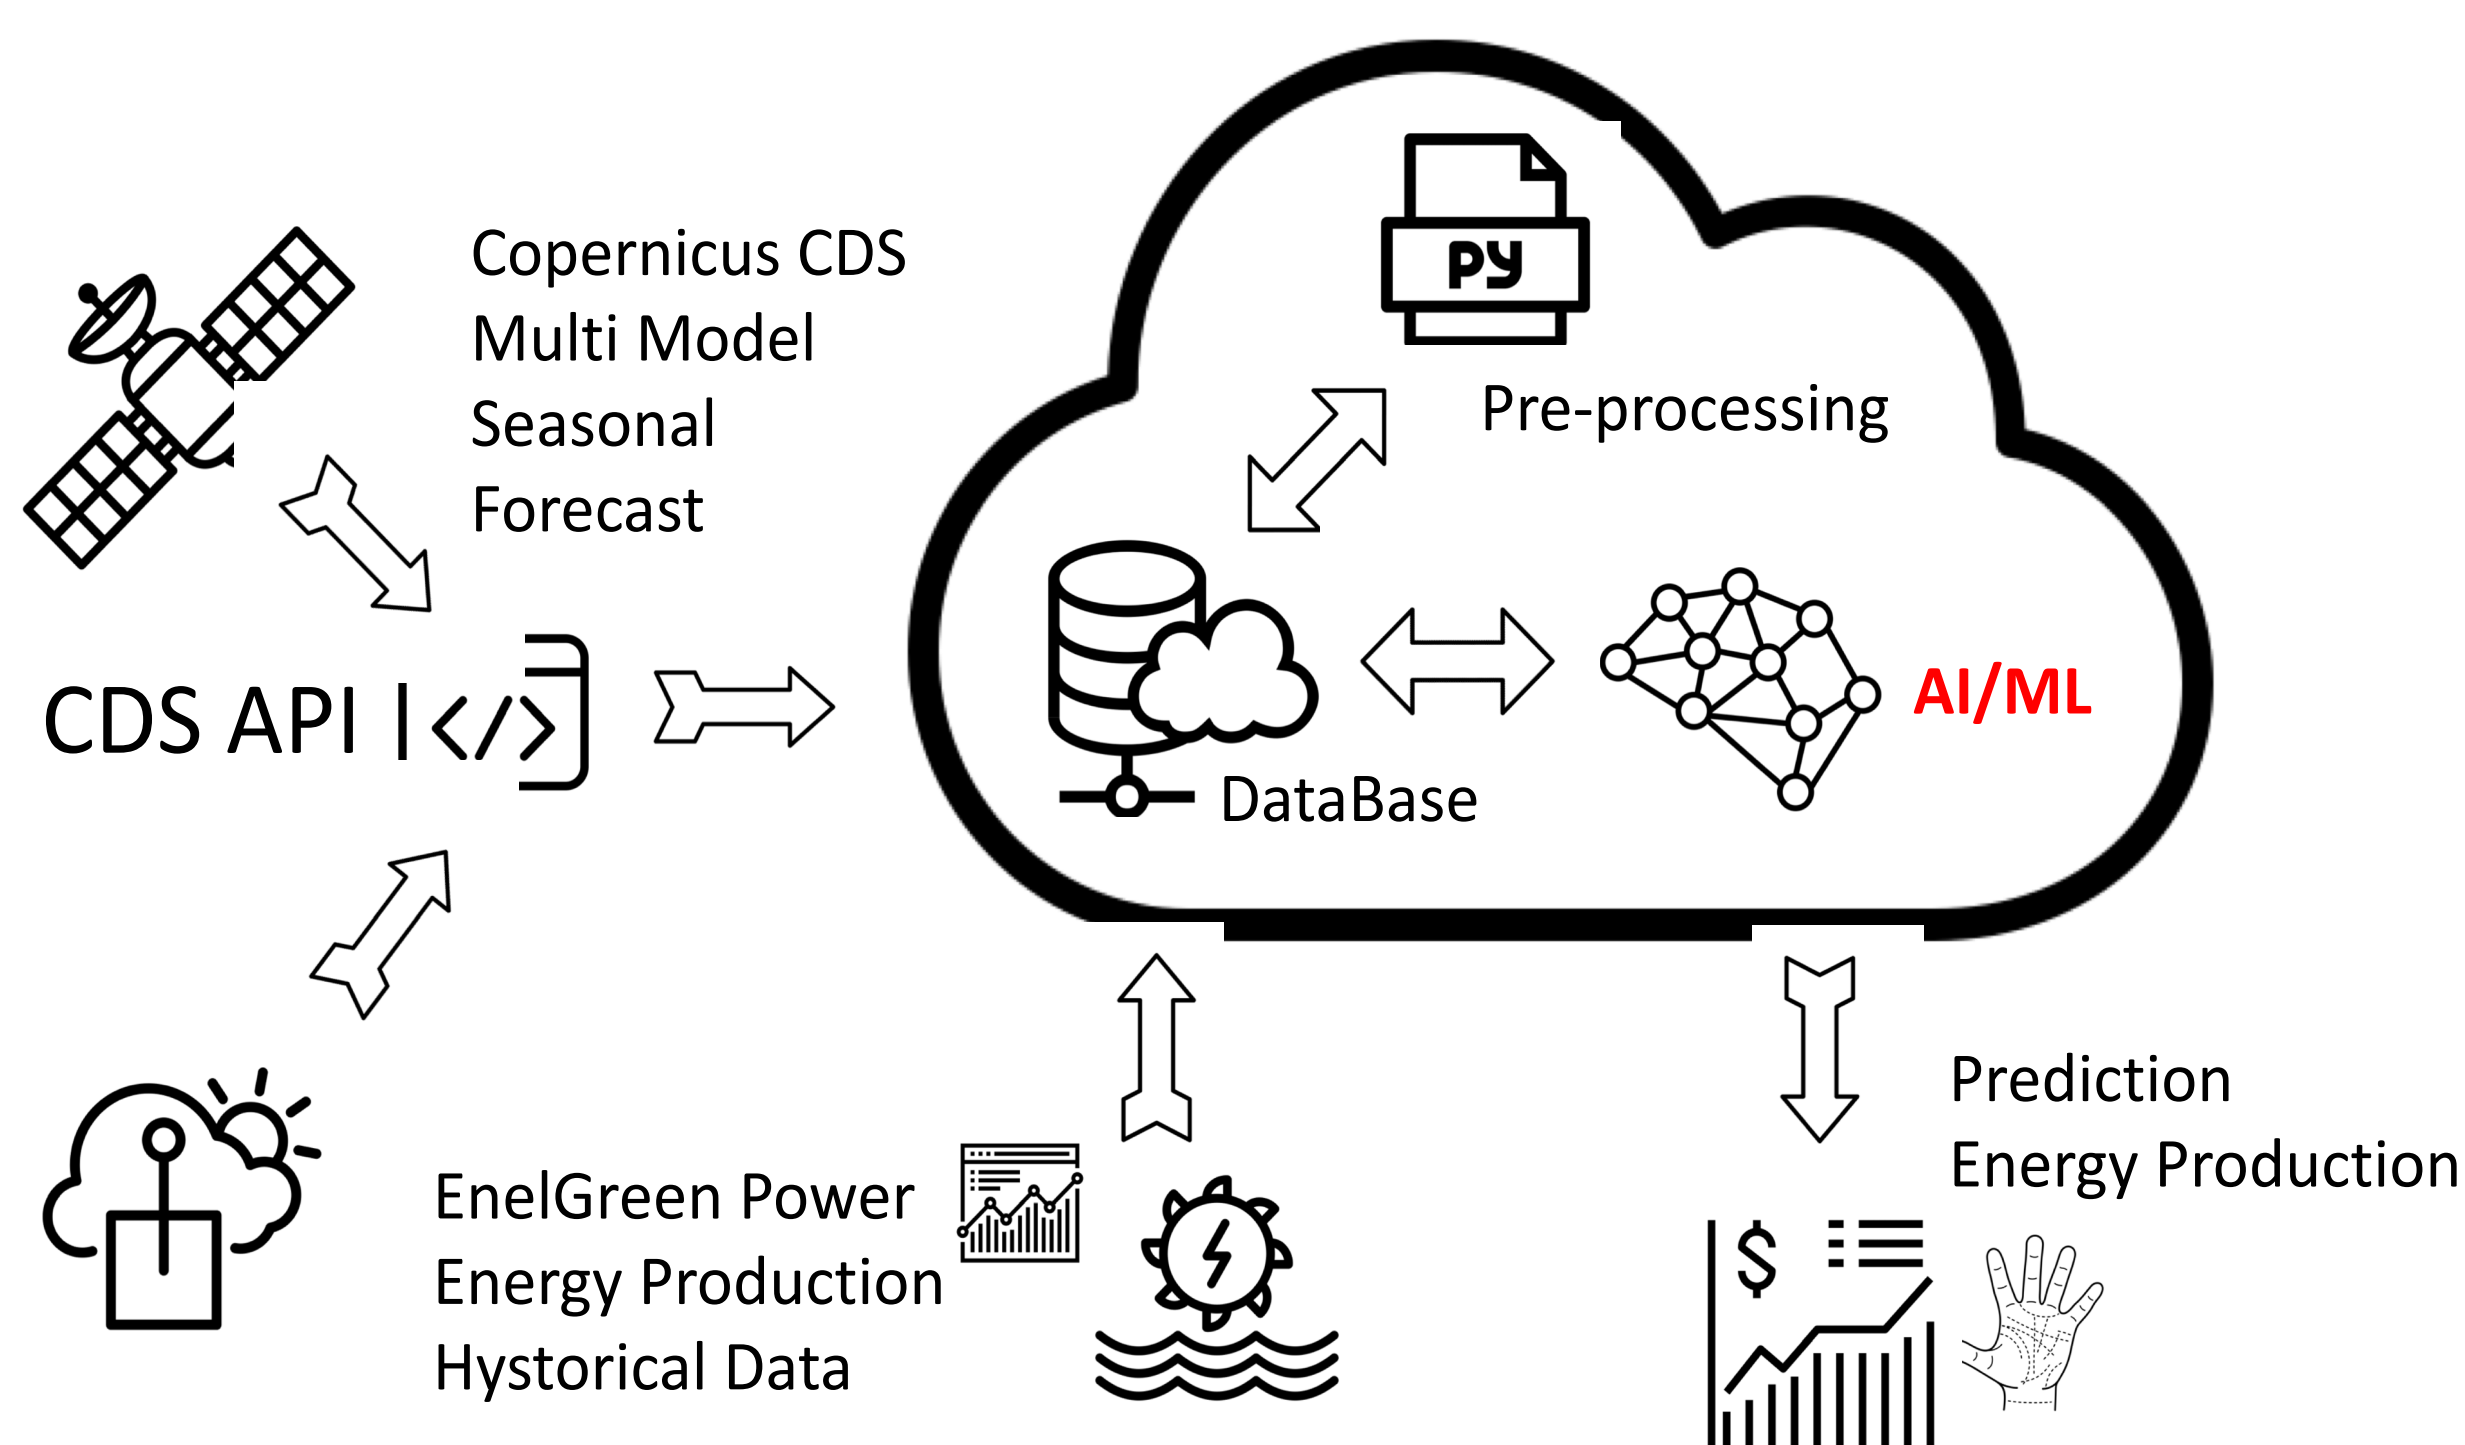 Copernicus CDS
Multi Model
Seasonal
Forecast
CDS API
</>
PY
Pre-processing
DataBase
AI/ML
EnelGreen Power
Energy Production
Hystorical Data
Prediction
Energy Production
$